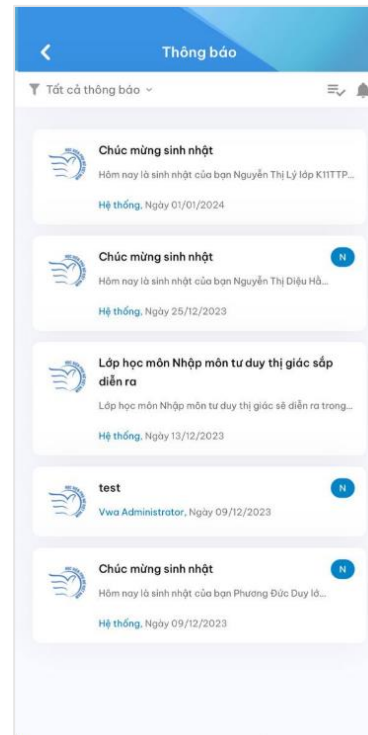 Thông báo
Tất cả thông báo
Chúc mừng sinh nhật
Hôm nay là sinh nhật của bạn Nguyễn Thị Lý lớp K11TTP...
Hệ thống, Ngày 01/01/2024
Chúc mừng sinh nhật
N
Hôm nay là sinh nhật của bạn Nguyễn Thị Diệu Hằ...
Hệ thống, Ngày 25/12/2023
Lớp học môn Nhập môn tư duy thị giác sắp
diễn ra
Lớp học môn Nhập môn tư duy thị giác sẽ diễn ra trong...
Hệ thống, Ngày 13/12/2023
test
N
Vwa Administrator, Ngày 09/12/2023
Chúc mừng sinh nhật
N
Hôm nay là sinh nhật của bạn Phương Đức Duy lớ...
Hệ thống, Ngày 09/12/2023